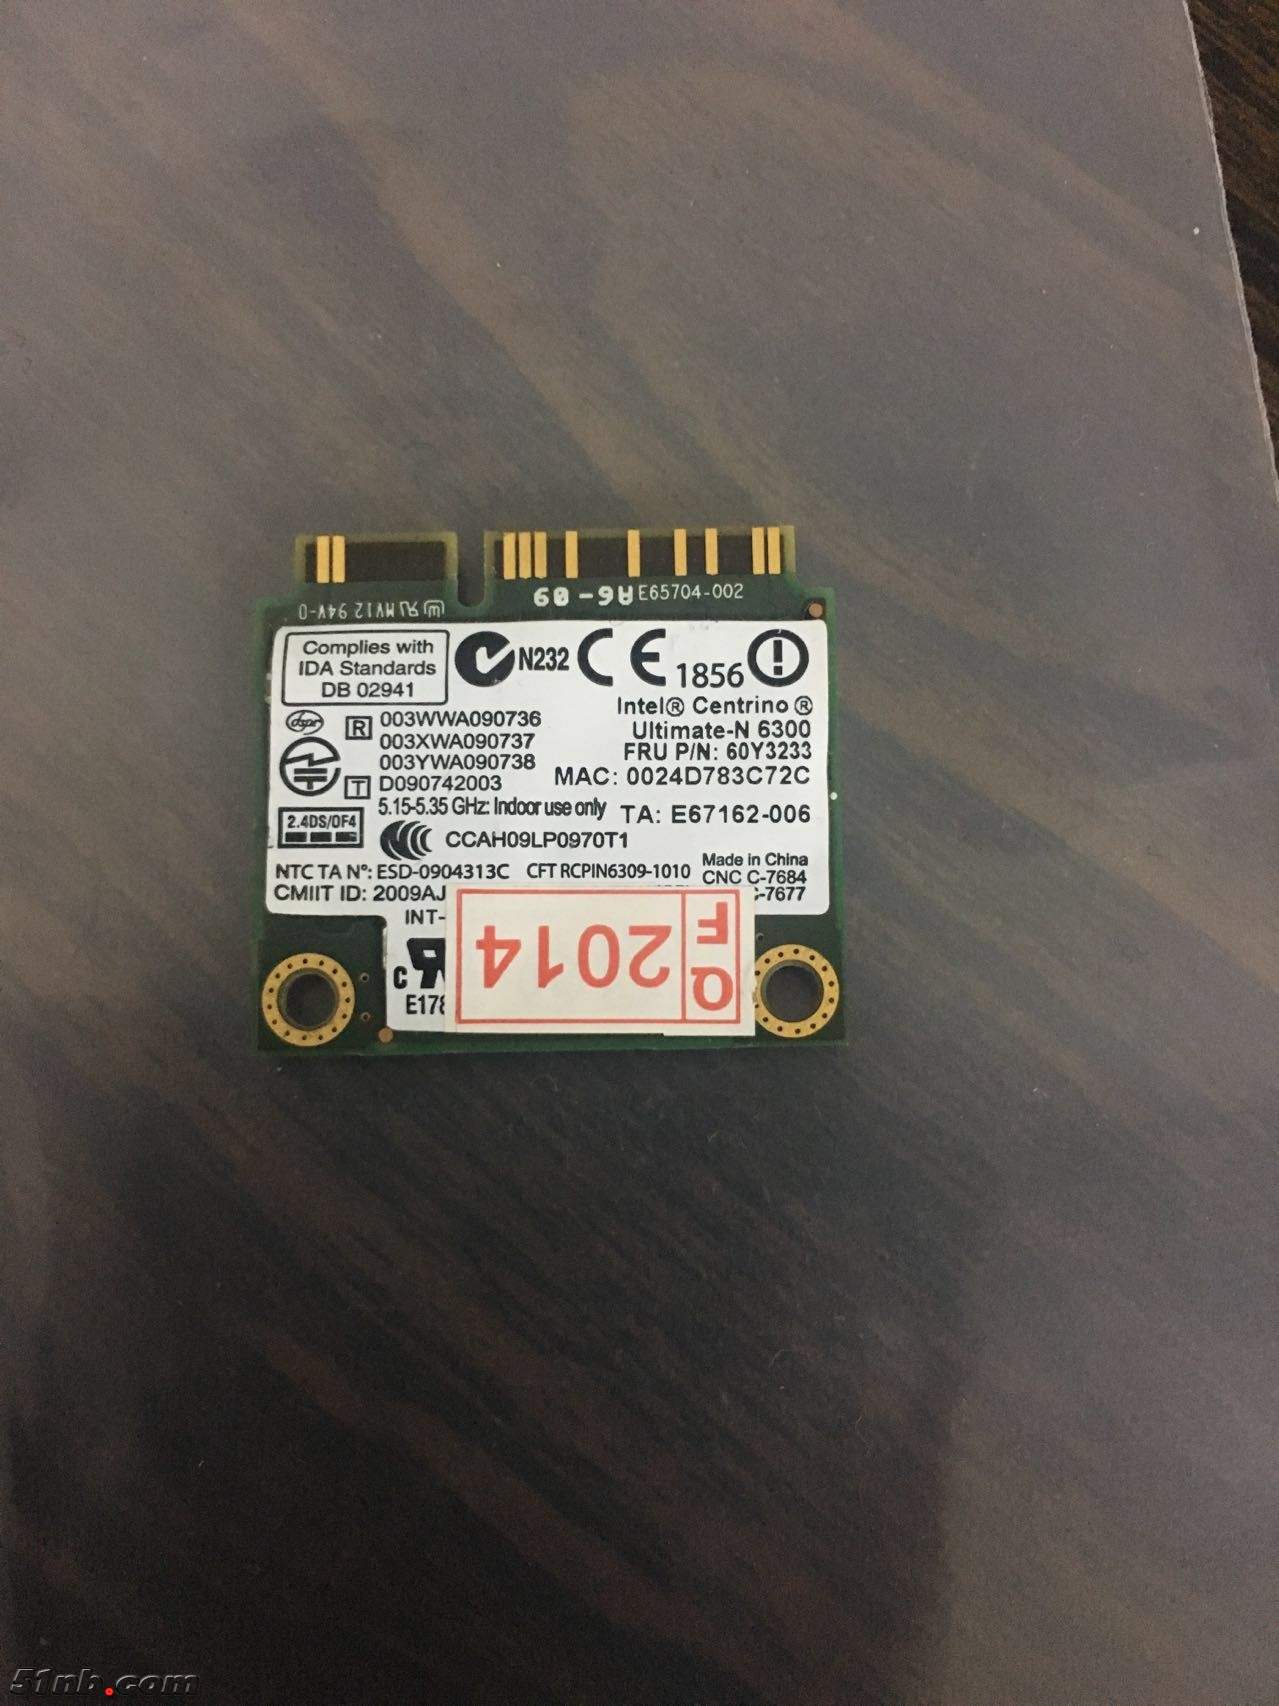 E65704-002
A6-60
MV12 94V-0
Complies with
IDA Standards
DB 02941
N232
CE 1856
Intel® Centrino ®
Ultimate-N 6300
FRU P/N: 60Y3233
MAC: 0024D783C72C
TA: E67162-006
R 003WWA090736
003XWA090737
003YWA090738
T D090742003
5.15-5.35 GHz: Indoor use only
2.4DS/OF4
CCAH09LP0970T1
NTC TA Nº: ESD-0904313C CFT RCPIN6309-1010
Made in China
CNC C-7684
C-7677
CMIIT ID: 2009AJ
INT-
E178
QF 2014
51nb.com